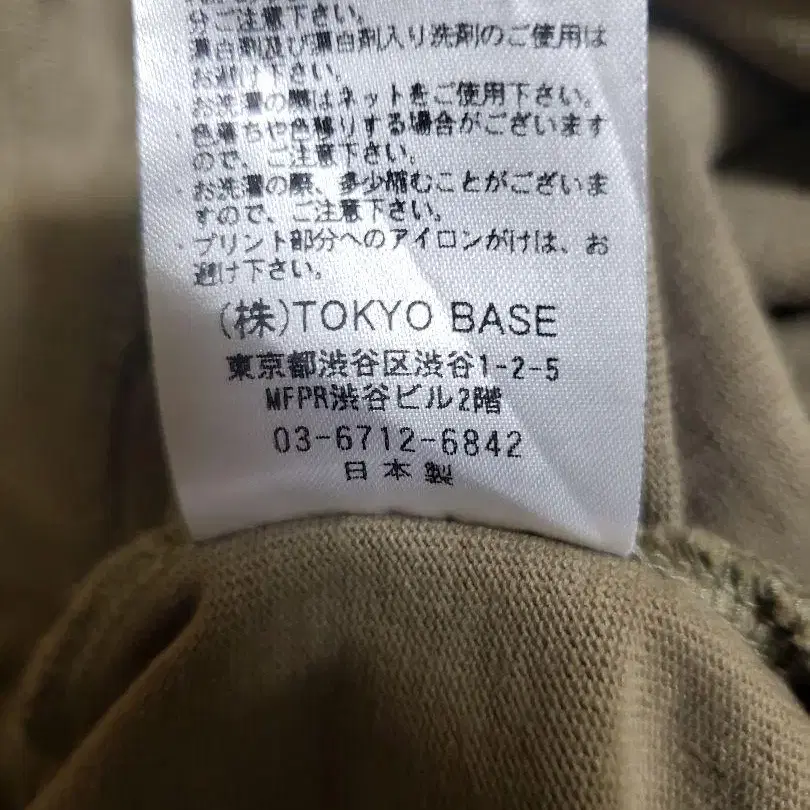 分ご注意下さい。
漂白剤及び漂白剤入り洗剤のご使用は
お避け下さい。
・お洗濯の際はネットをご使用下さい。
・色落ちや色移りする場合がございます
ので、ご注意下さい。
・お洗濯の際、多少縮むことがございま
すので、ご注意下さい。
・プリント部分へのアイロンがけは、お
避け下さい。
(株)TOKYO BASE
東京都渋谷区渋谷1-2-5
MFPR渋谷ビル2階
03-6712-6842
日本製